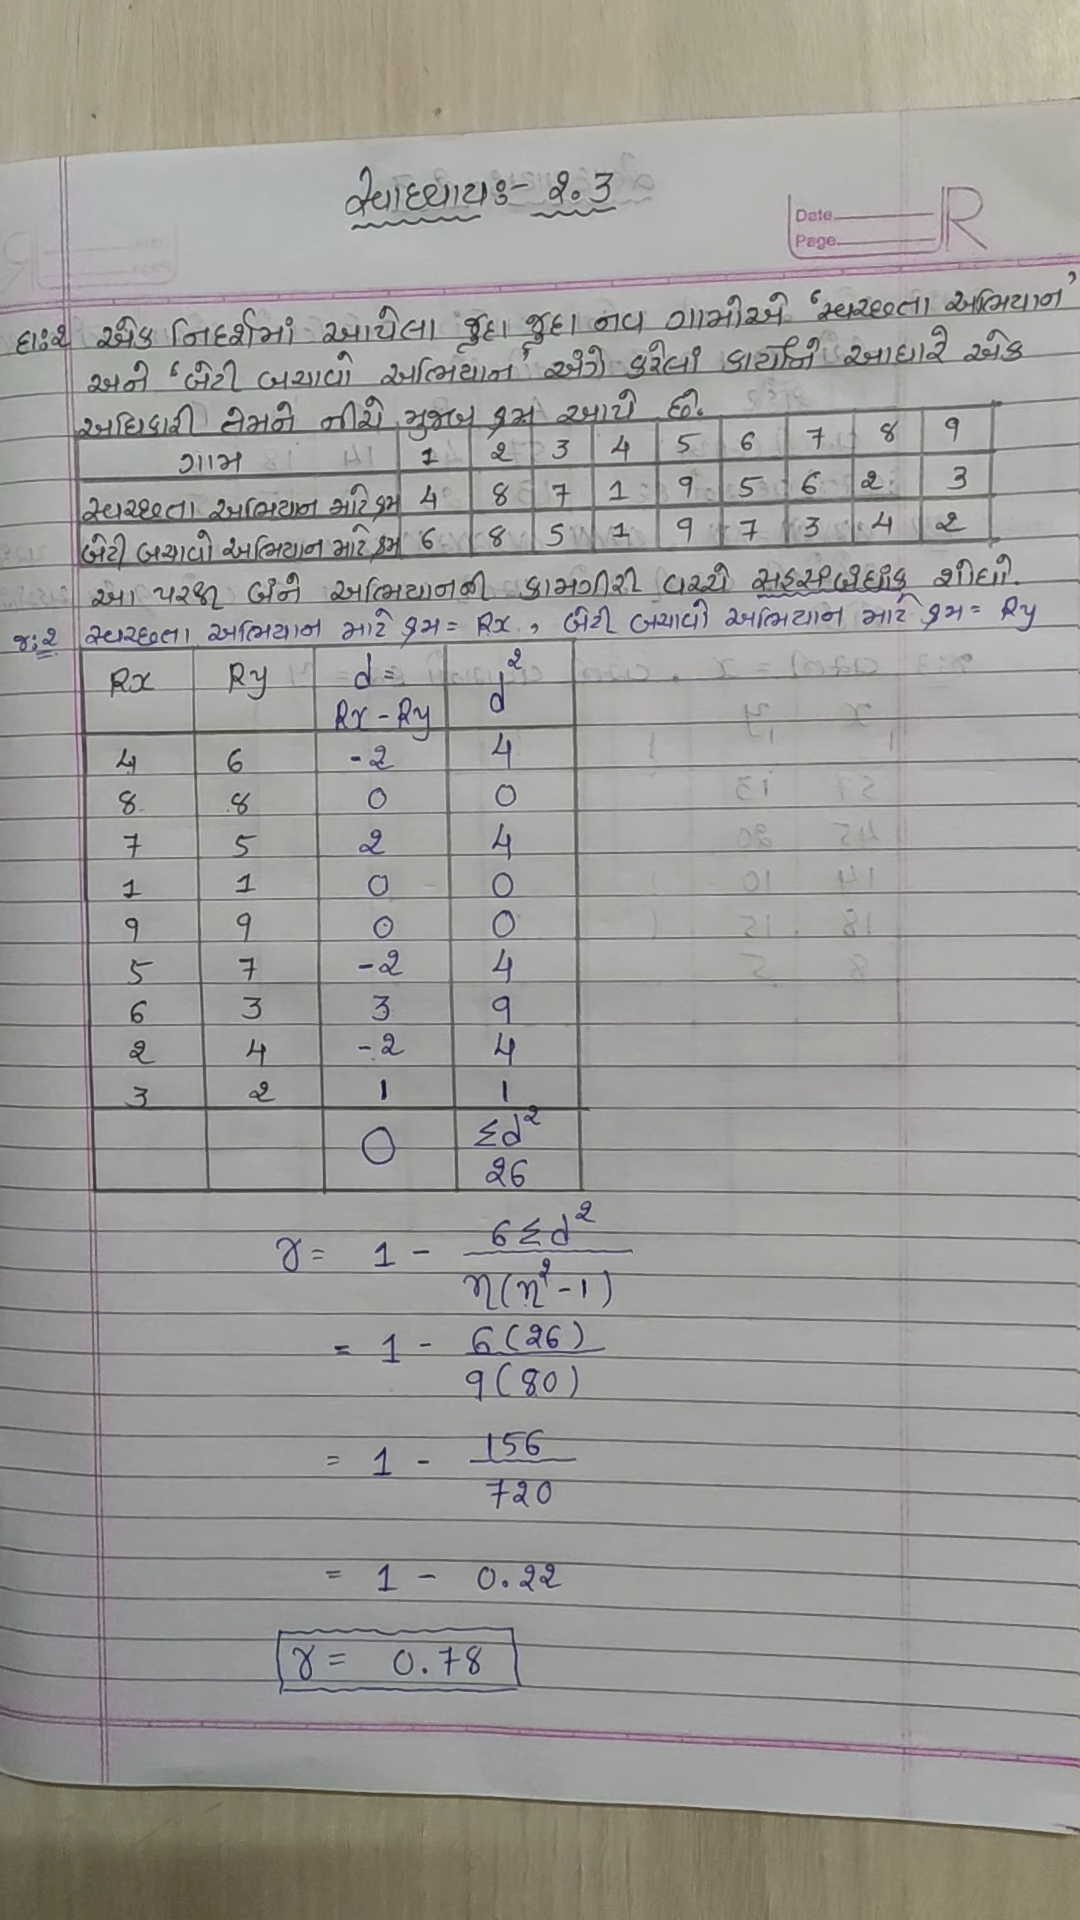 સ્વાધ્યાયઃ- 2.3
Date
Page
R
દાઃ2 એક નિદર્શમાં આપેલા જુદા જુદા નવ ગામોએ 'સ્વચ્છતા અભિયાન'
અને 'બેટી બચાવો અભિયાન' અંગે કરેલાં કાર્યોને આધારે એક
અધિકારી તેમને નીચે મુજબ ક્રમ આપે છે.
ગામ 1 2 3 4 5 6 7 8 9
સ્વચ્છતા અભિયાન માટે ક્રમ 4 8 7 1 9 5 6 2 3
બેટી બચાવો અભિયાન માટે ક્રમ 6 8 5 1 9 7 3 4 2
આ પરથી બંને અભિયાનની કામગીરી વચ્ચે સહસંબંધાંક શોધો.
જઃ2 સ્વચ્છતા અભિયાન માટે ક્રમ = Rx, બેટી બચાવો અભિયાન માટે ક્રમ = Ry
Rx Ry d = Rx - Ry d²
4 6 -2 4
8 8 0 0
7 5 2 4
1 1 0 0
9 9 0 0
5 7 -2 4
6 3 3 9
2 4 -2 4
3 2 1 1
0 Σd²
26
r = 1 - 6Σd² / n(n²-1)
= 1 - 6(26) / 9(80)
= 1 - 156 / 720
= 1 - 0.22
r = 0.78